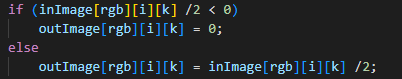 if (inImage[rgb][i][k] /2 < 0)
outImage[rgb][i][k] = 0;
else
outImage[rgb][i][k] = inImage[rgb][i][k] /2;